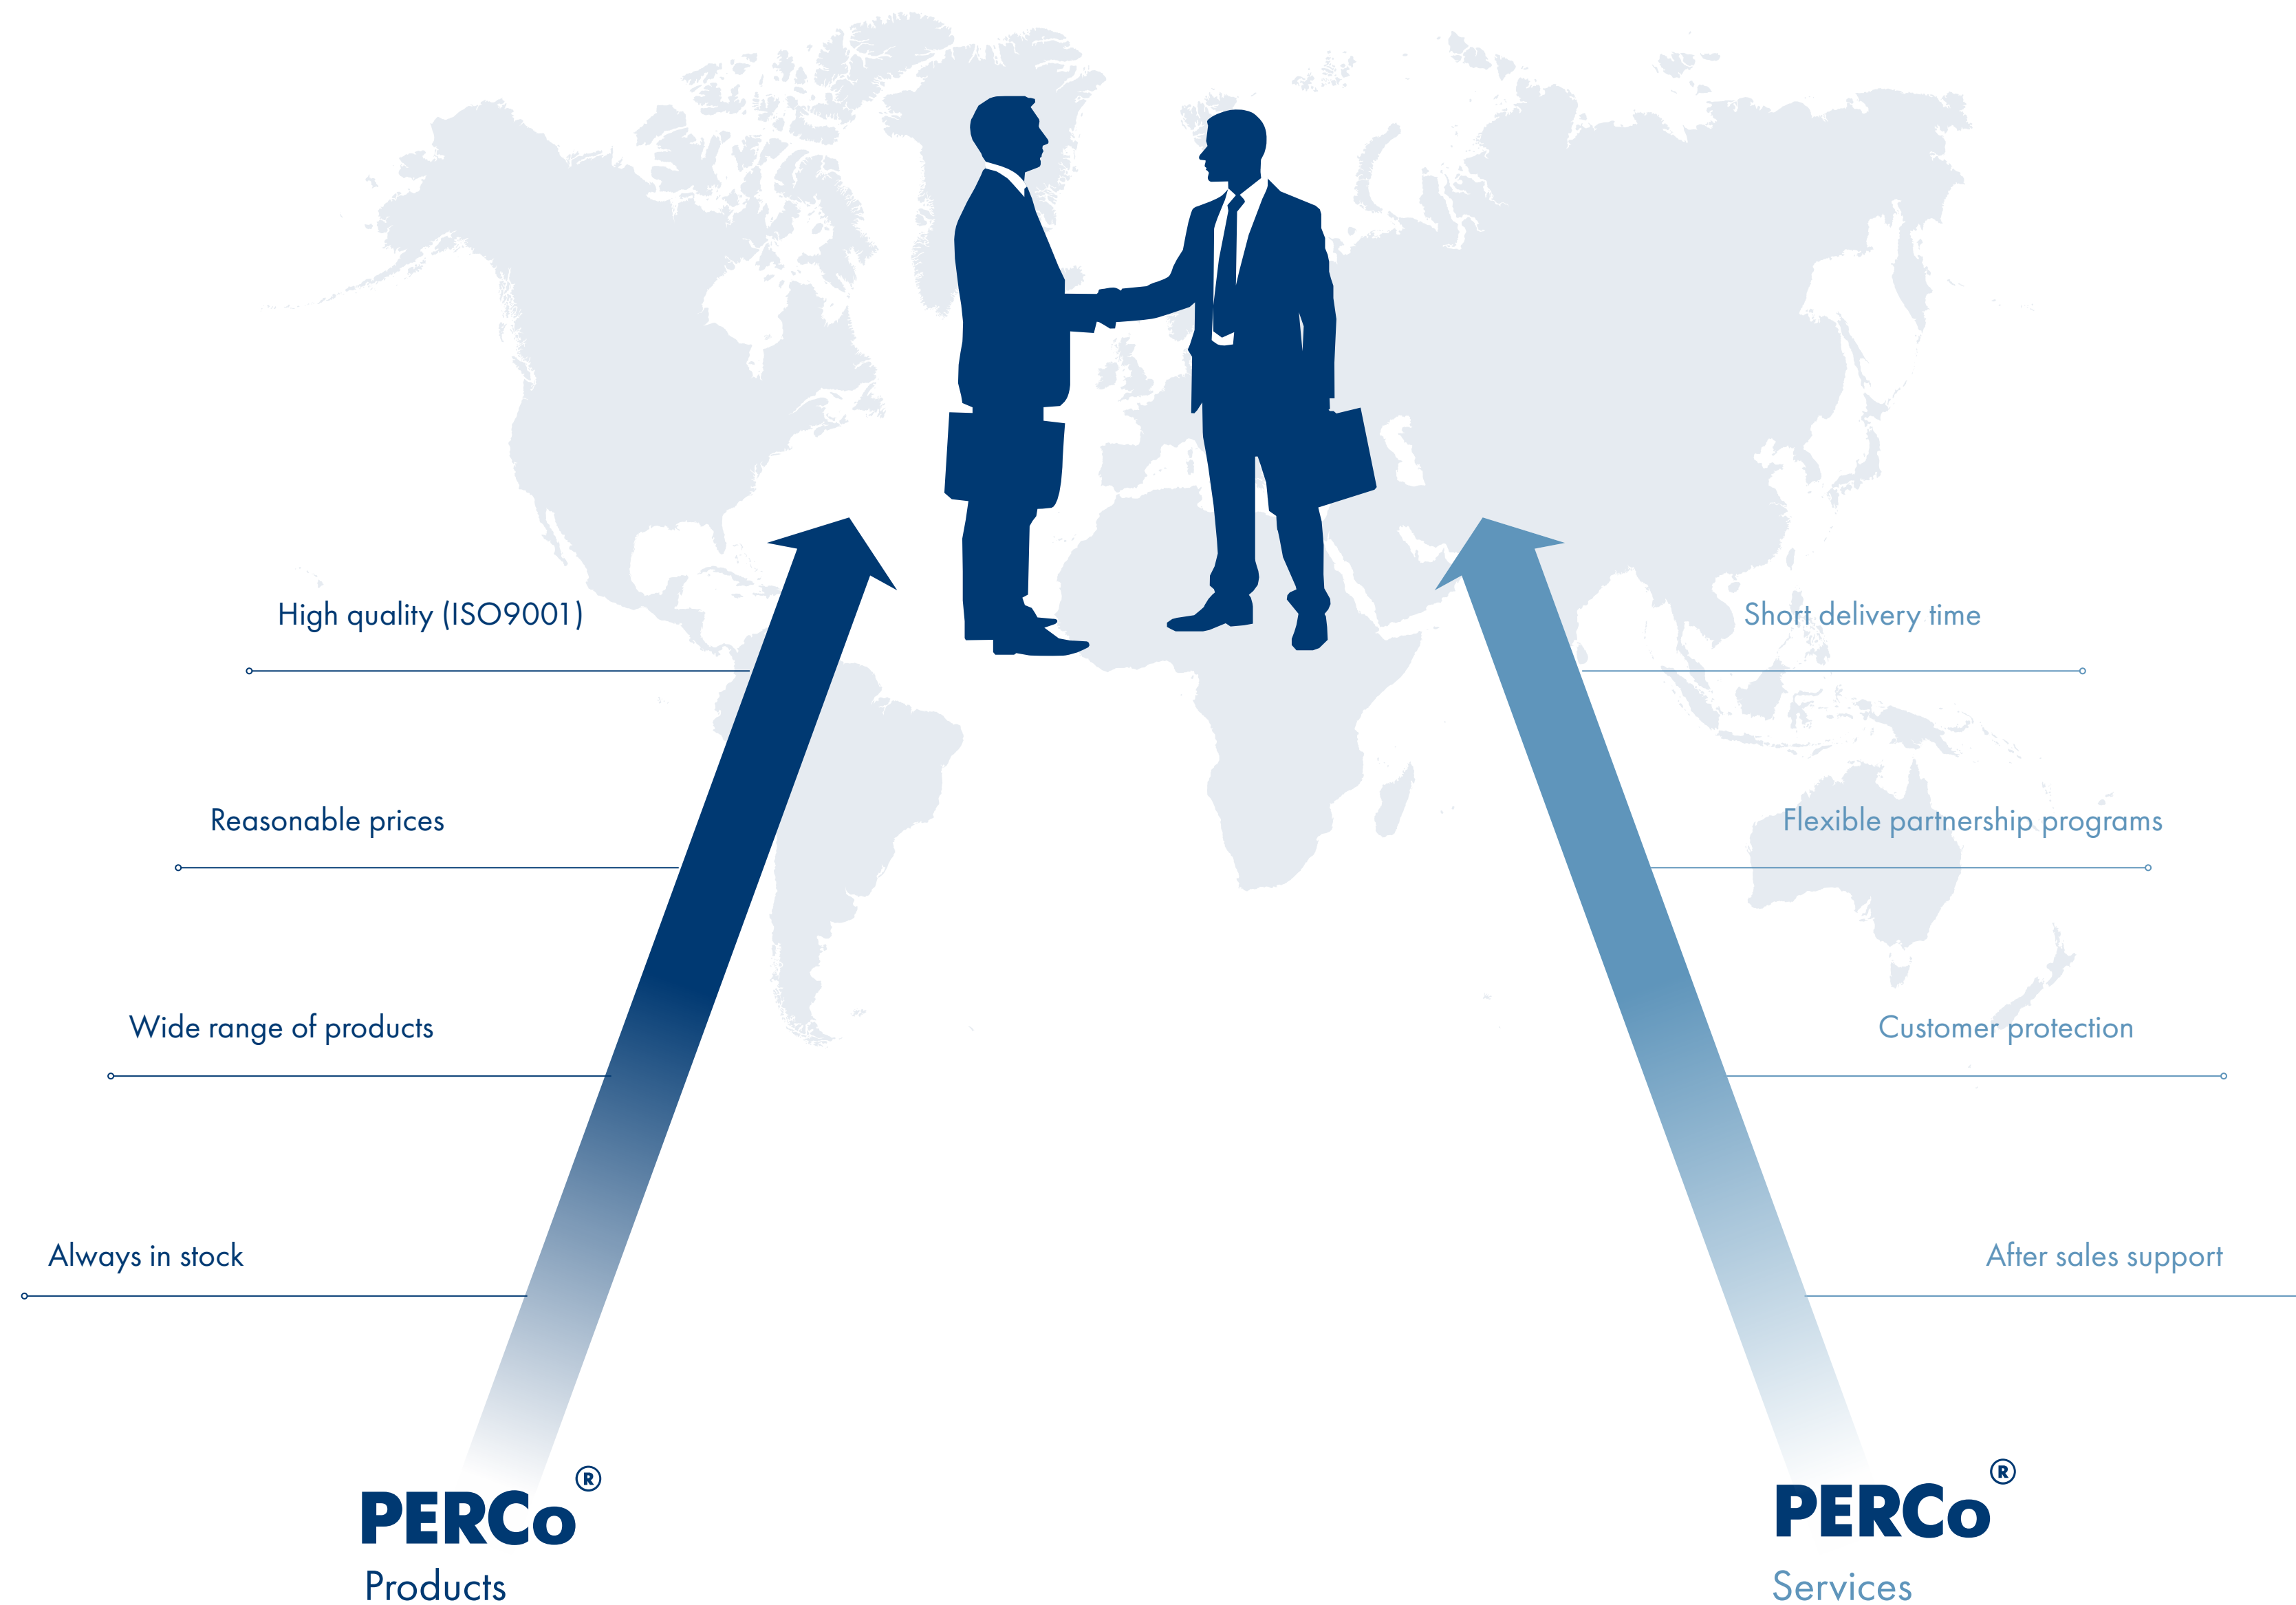 High quality (ISO9001)
Short delivery time
Reasonable prices
Flexible partnership programs
Wide range of products
Customer protection
Always in stock
After sales support
PERCo®
Products
PERCo®
Services